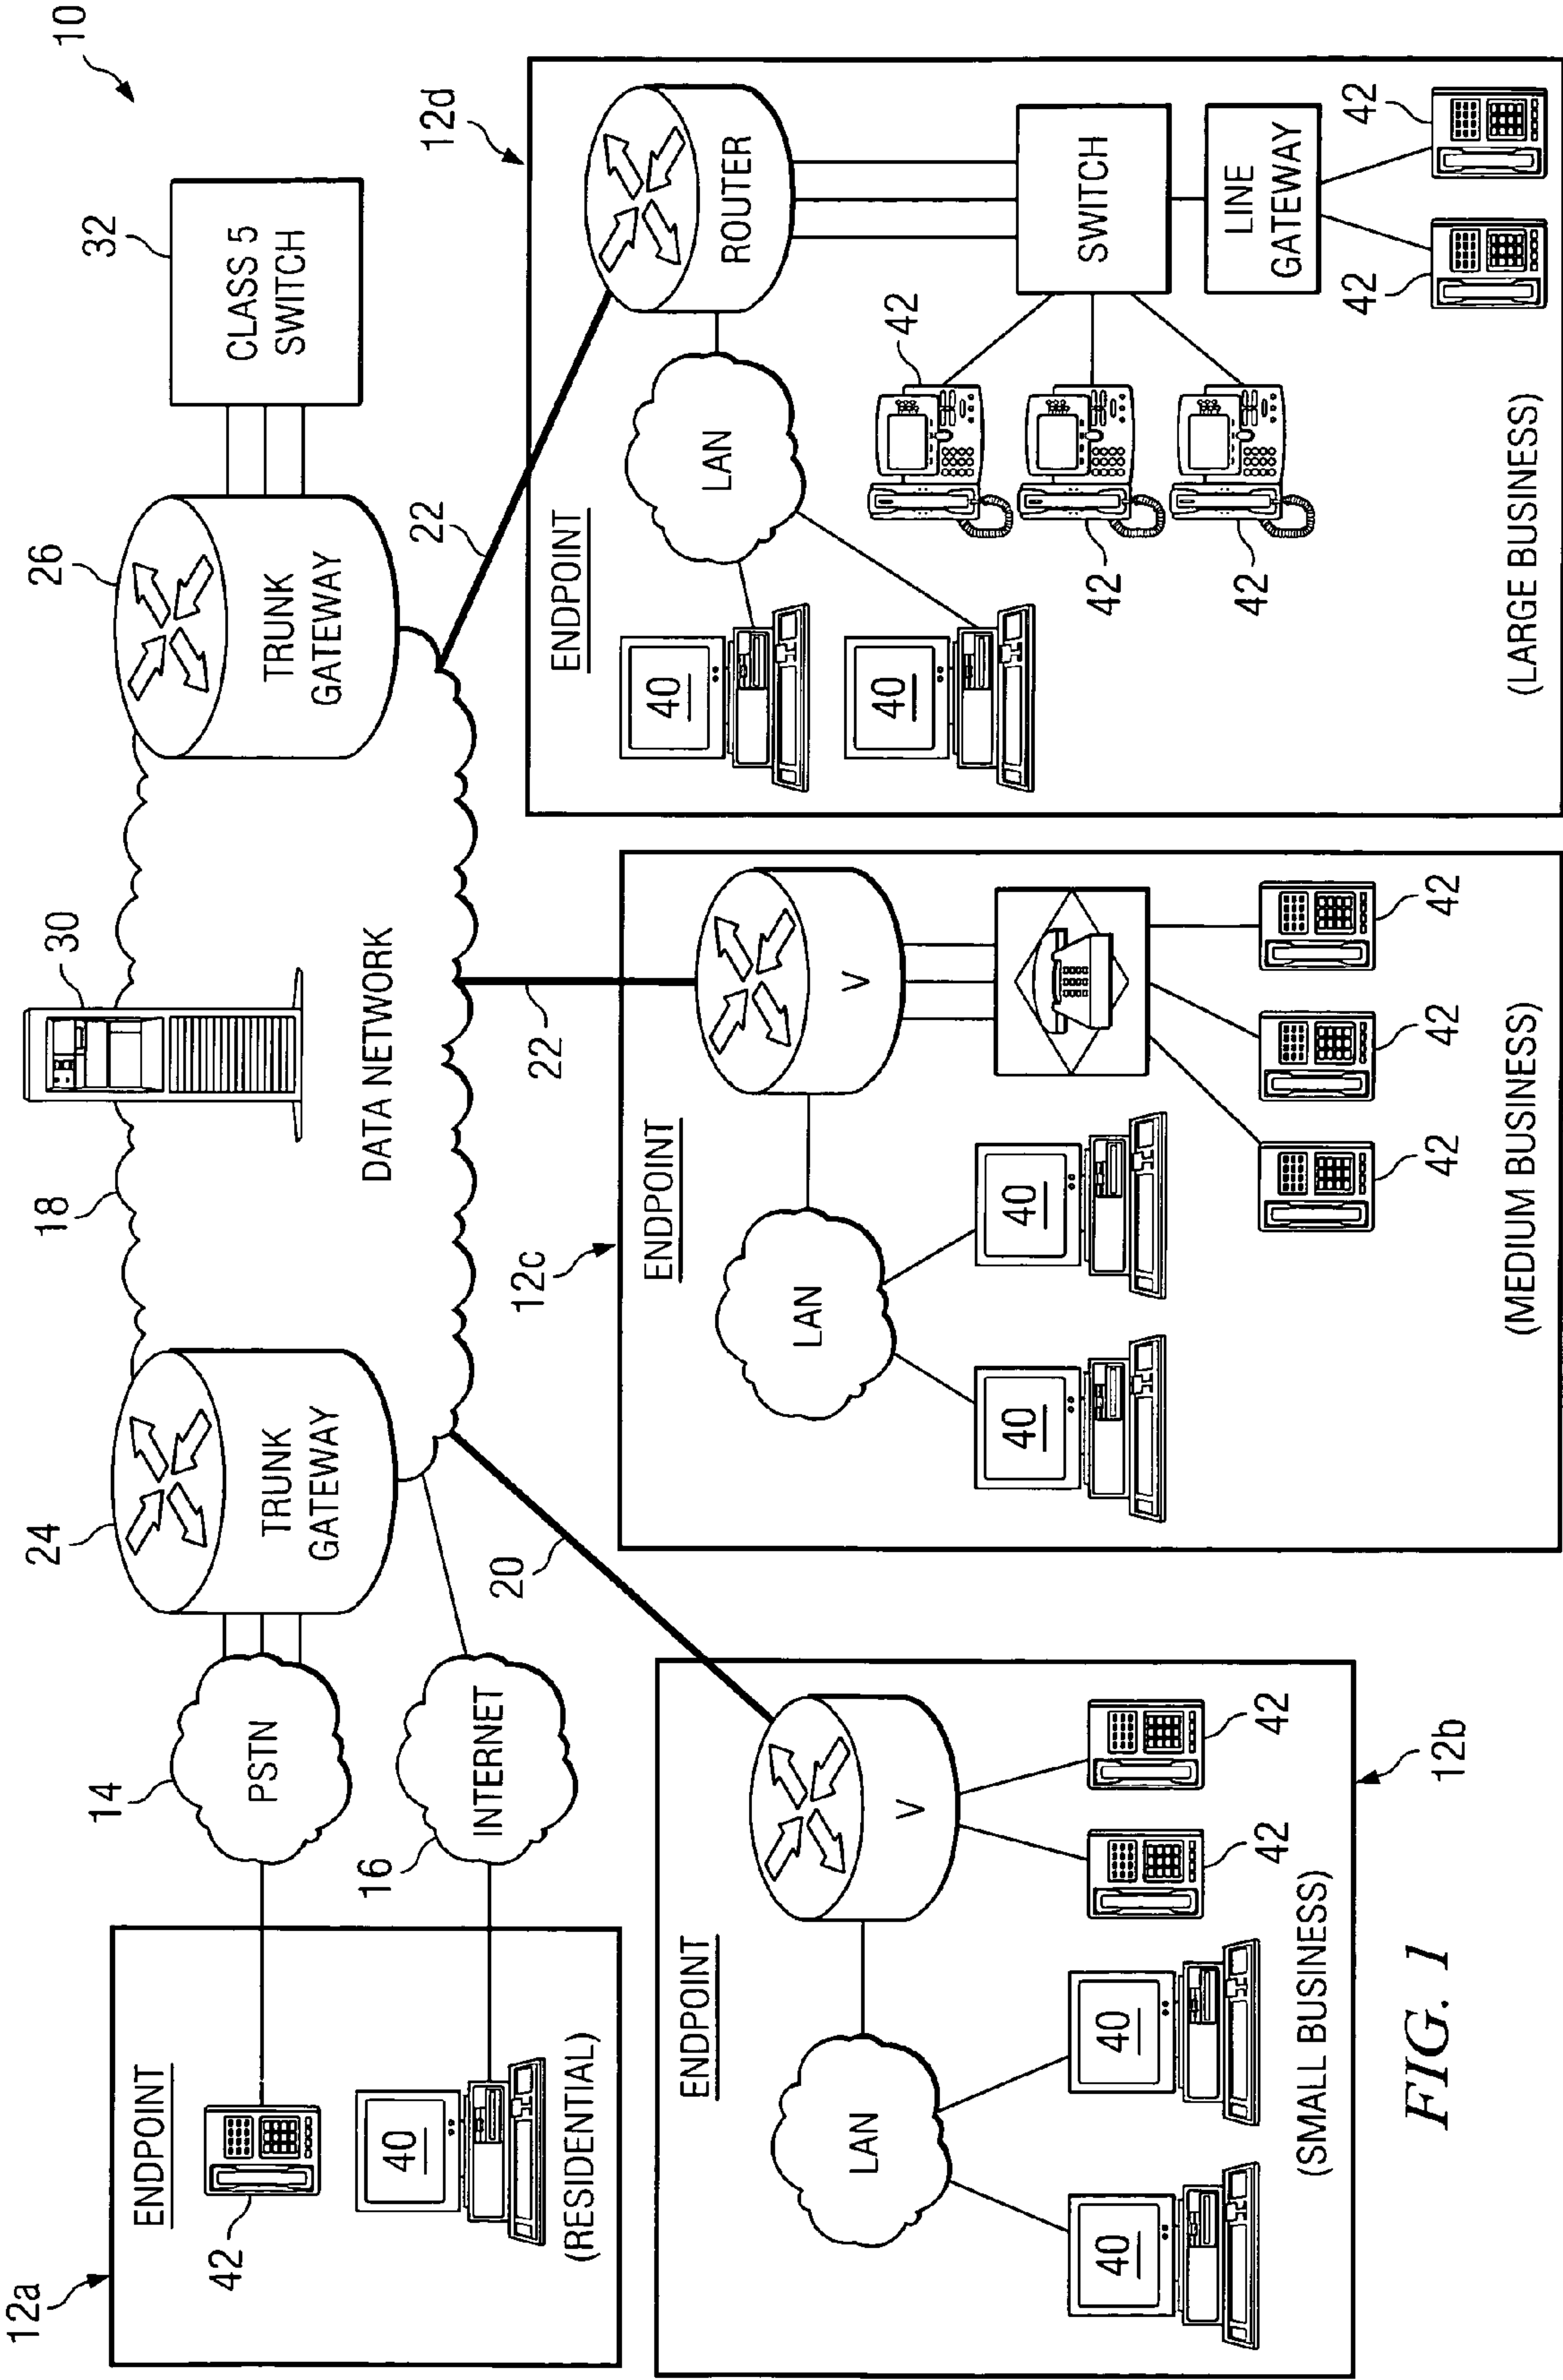 10
30
18
24
26
32
TRUNK
GATEWAY
TRUNK
GATEWAY
CLASS 5
SWITCH
DATA NETWORK
14
PSTN
16
INTERNET
20
22
22
12a
ENDPOINT
42
40
(RESIDENTIAL)
12b
ENDPOINT
LAN
V
40
40
42
42
(SMALL BUSINESS)
12c
ENDPOINT
LAN
V
40
40
42
42
42
(MEDIUM BUSINESS)
12d
ENDPOINT
LAN
ROUTER
40
40
42
42
42
SWITCH
LINE
GATEWAY
42
42
(LARGE BUSINESS)
FIG. 1